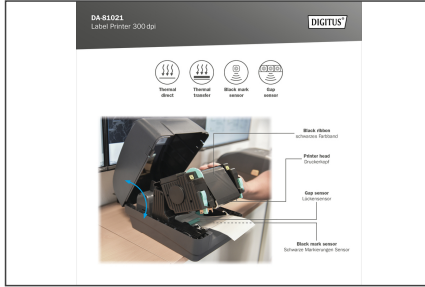 DA-81021
Label Printer 300 dpi
DIGITUS®
Thermal
direct
Thermal
transfer
Black mark
sensor
Gap
sensor
Black ribbon
schwarzes Farbband
Printer head
Druckerkopf
Gap sensor
Lückensensor
Black mark sensor
Schwarze Markierungen Sensor